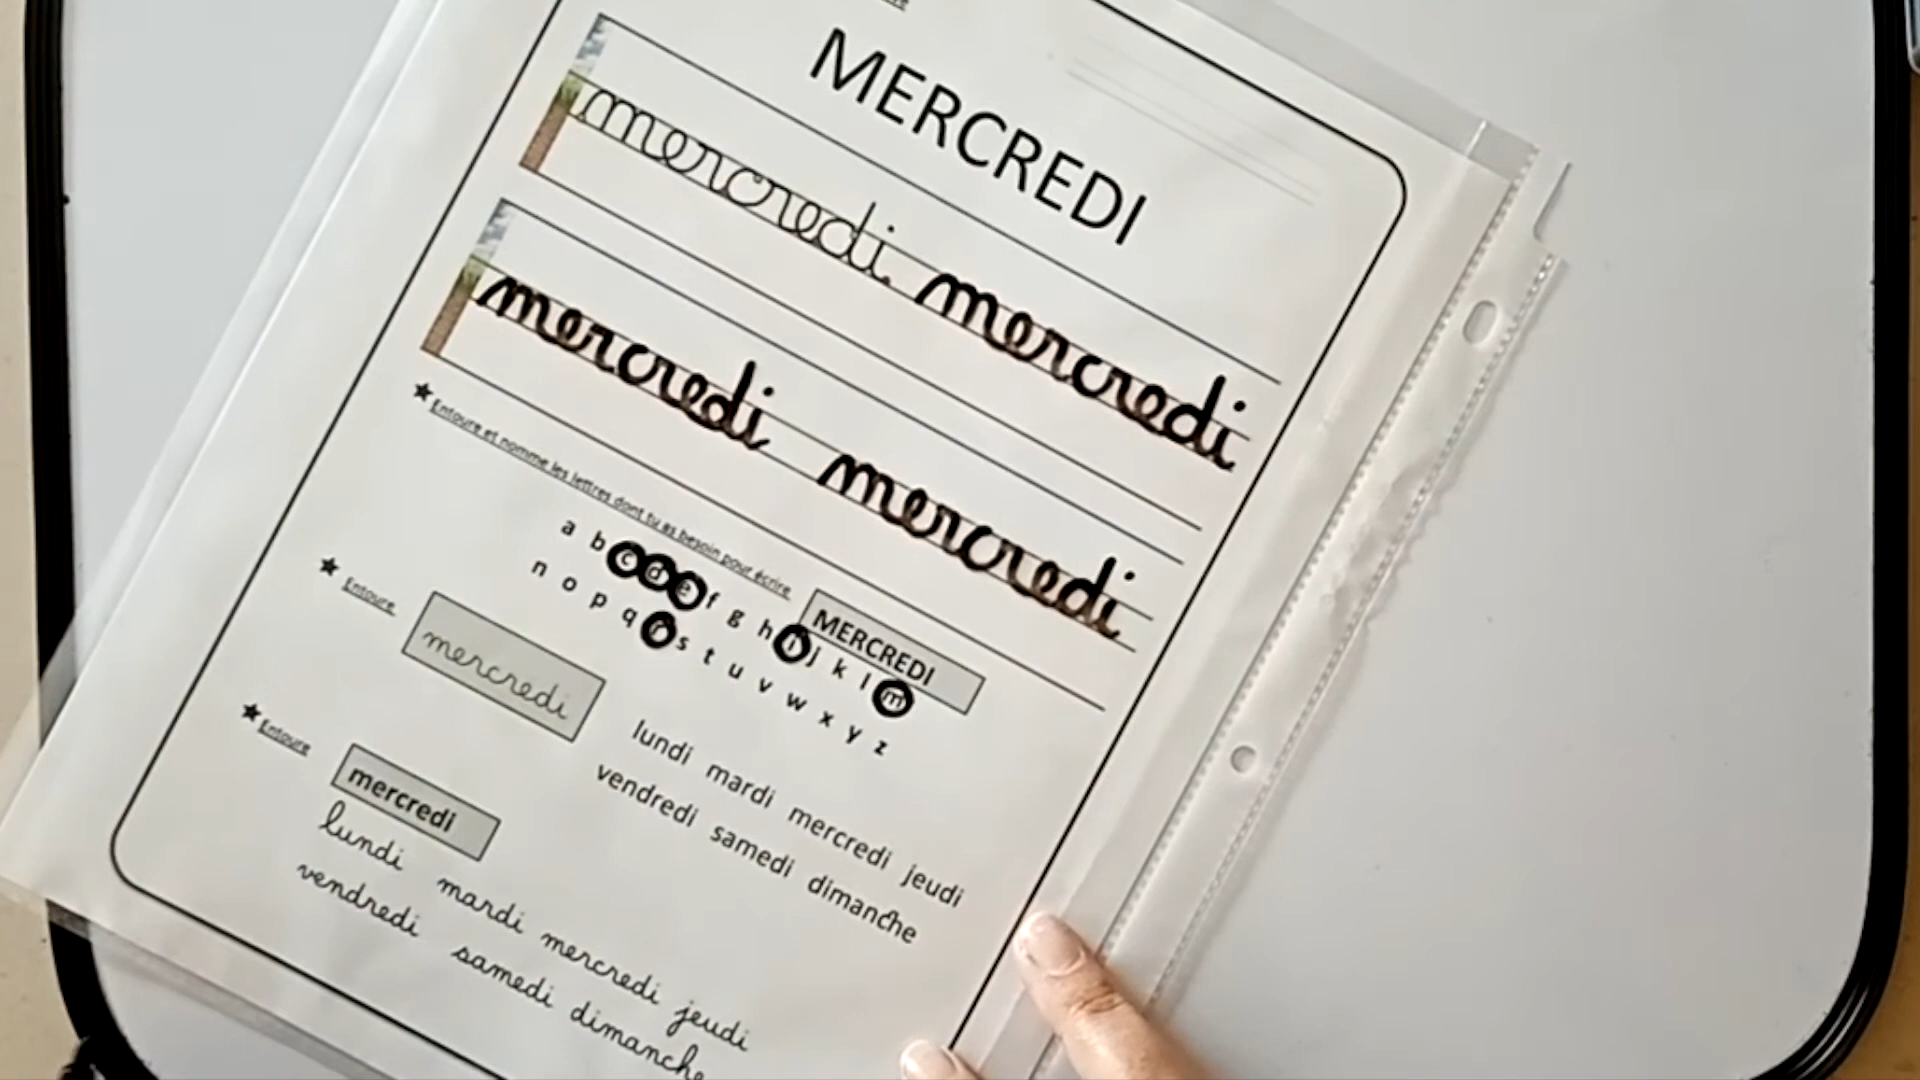 MERCREDI
mercredi mercredi
mercredi mercredi
Entoure et nomme les lettres dont tu as besoin pour écrire MERCREDI
a b c d e f g h i j k l m
n o p q r s t u v w x y z
Entoure mercredi
lundi mardi mercredi jeudi
vendredi samedi dimanche
Entoure mercredi
lundi mardi mercredi jeudi
vendredi samedi dimanche